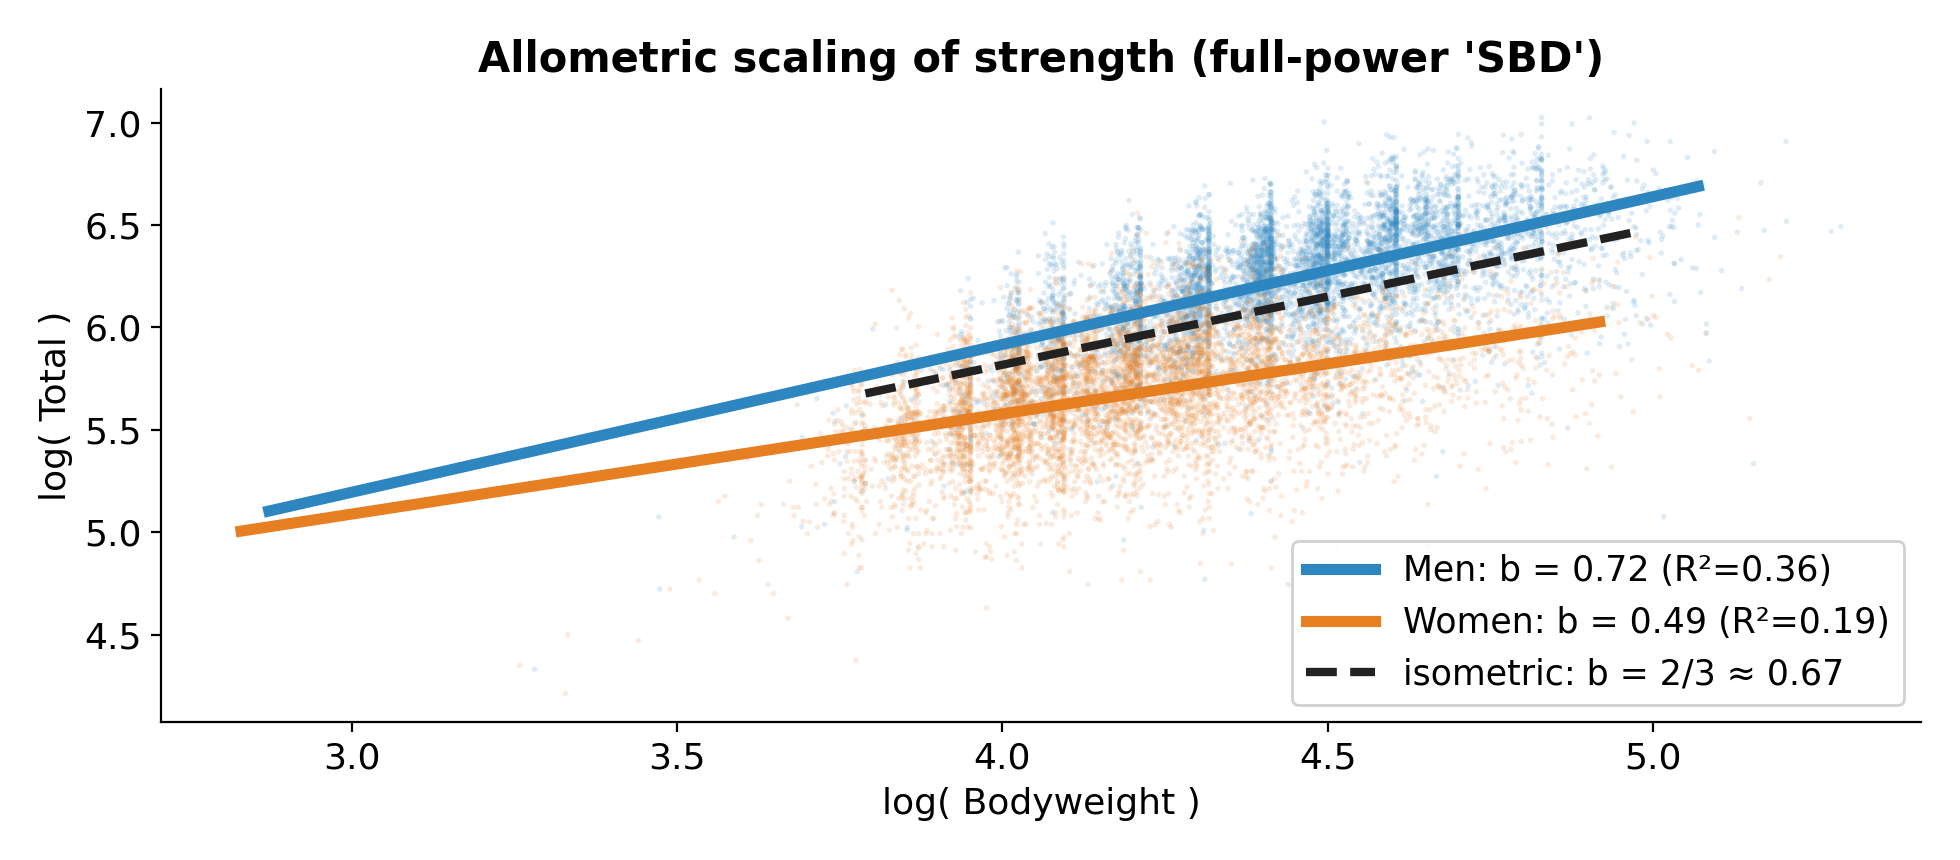 Allometric scaling of strength (full-power 'SBD')
log( Total )
7.0
6.5
6.0
5.5
5.0
4.5
3.0
3.5
4.0
4.5
5.0
log( Bodyweight )
Men: b = 0.72 (R²=0.36)
Women: b = 0.49 (R²=0.19)
isometric: b = 2/3 ≈ 0.67